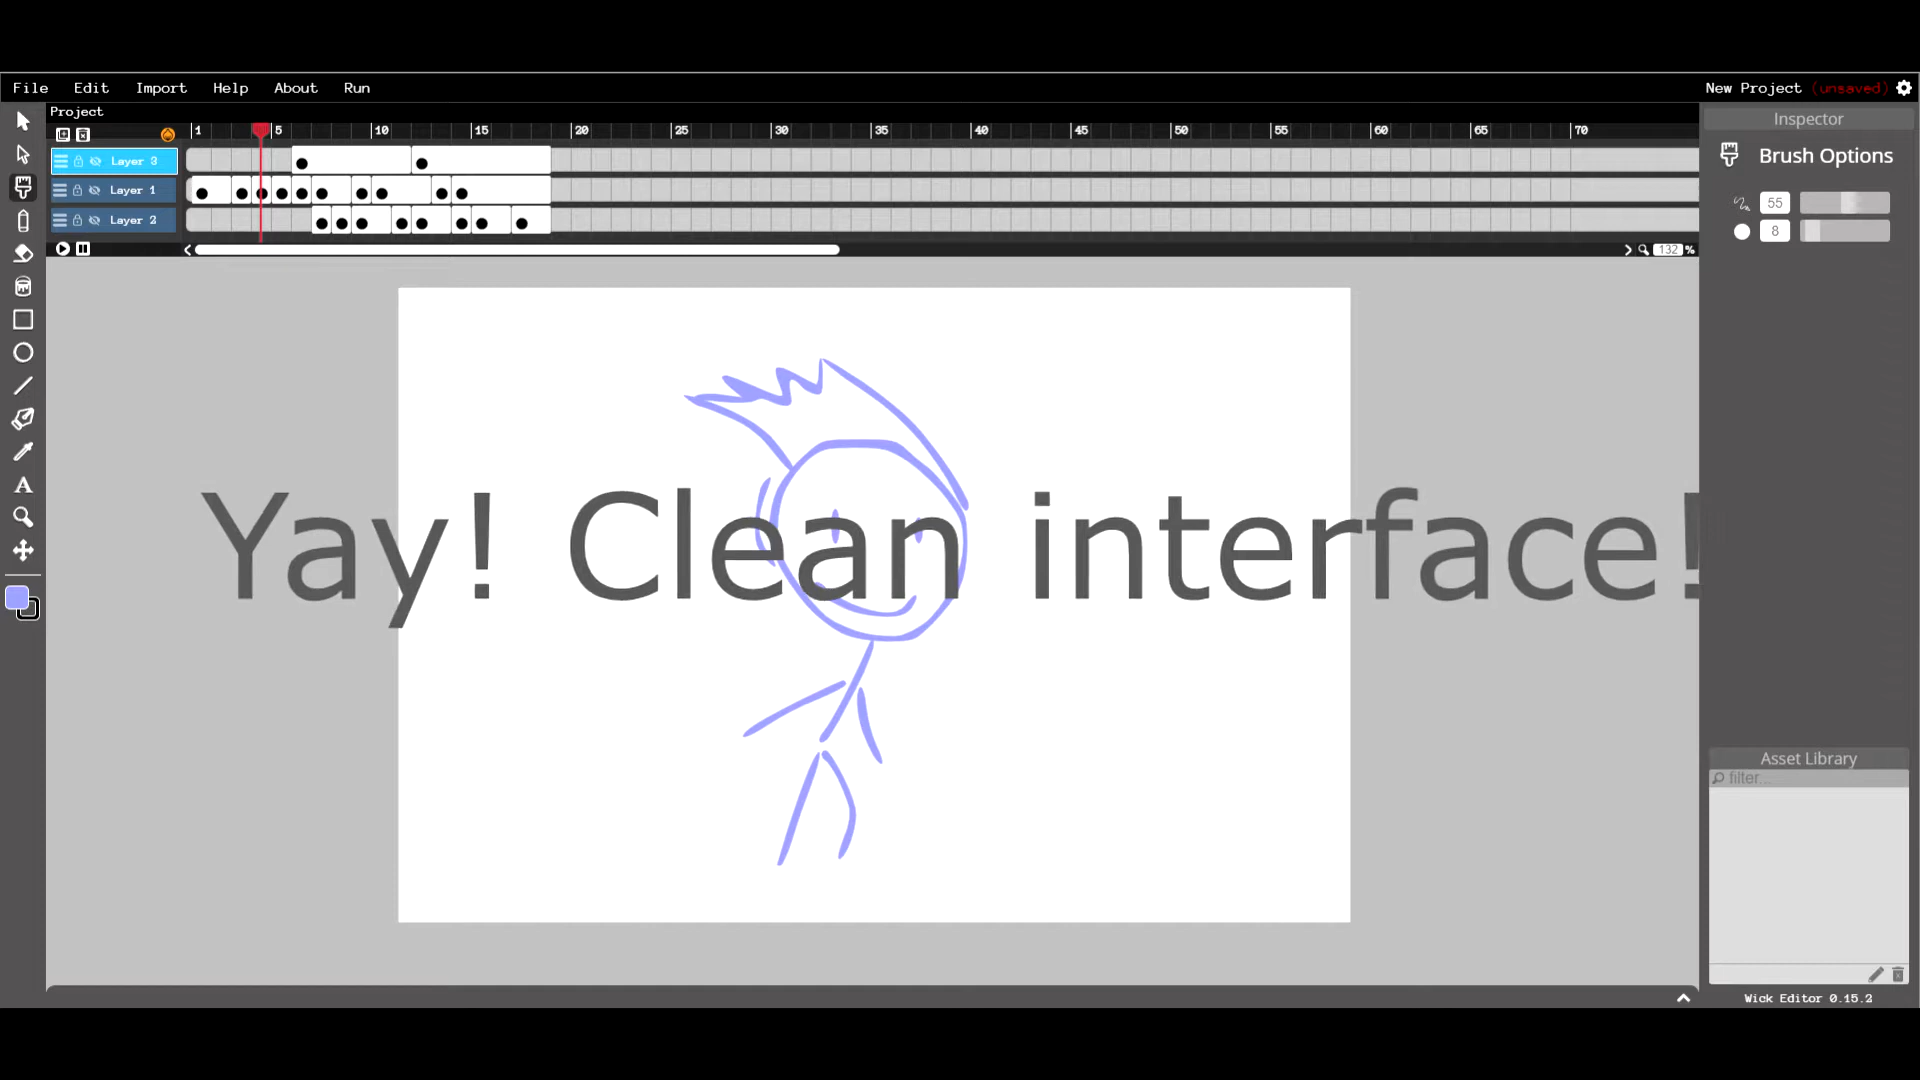 File Edit Import Help About Run
New Project (unsaved)
Project
Inspector
1 5 10 15 20 25 30 35 40 45 50 55 60 65 70
Layer 3
Brush Options
Layer 1
55
Layer 2
8
132 %
Yay! Clean interface!
Asset Library
filter...
Wick Editor 0.15.2